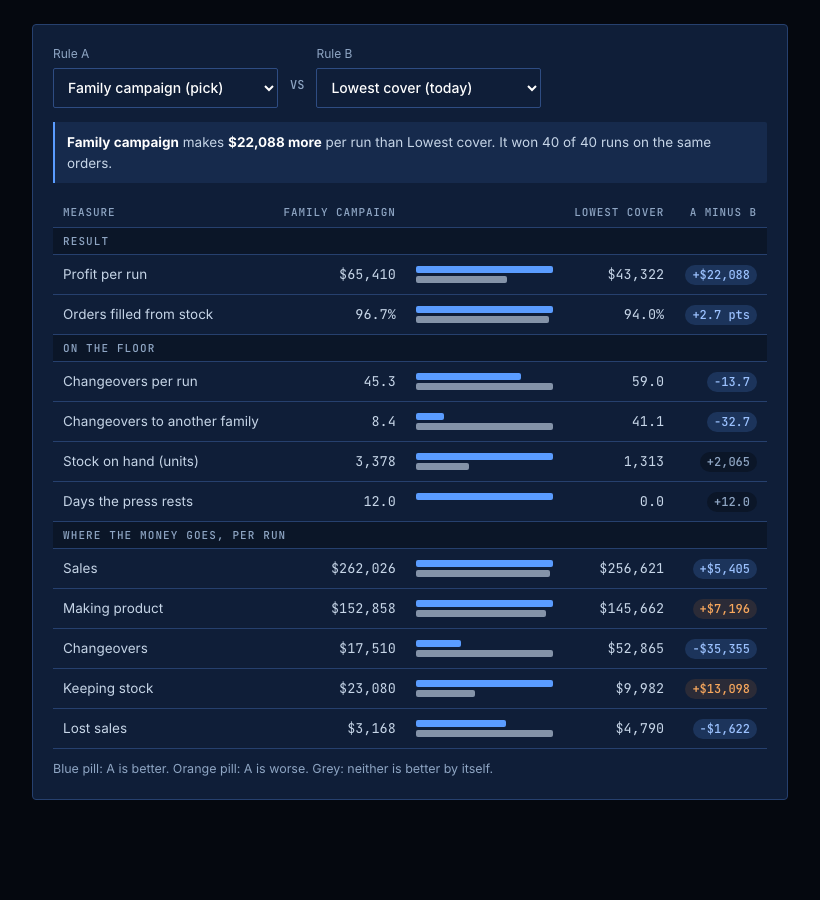 Rule A
Rule B
Family campaign (pick)
VS
Lowest cover (today)
Family campaign makes $22,088 more per run than Lowest cover. It won 40 of 40 runs on the same
orders.
MEASURE FAMILY CAMPAIGN LOWEST COVER A MINUS B
RESULT
Profit per run $65,410 $43,322 +$22,088
Orders filled from stock 96.7% 94.0% +2.7 pts
ON THE FLOOR
Changeovers per run 45.3 59.0 -13.7
Changeovers to another family 8.4 41.1 -32.7
Stock on hand (units) 3,378 1,313 +2,065
Days the press rests 12.0 0.0 +12.0
WHERE THE MONEY GOES, PER RUN
Sales $262,026 $256,621 +$5,405
Making product $152,858 $145,662 +$7,196
Changeovers $17,510 $52,865 -$35,355
Keeping stock $23,080 $9,982 +$13,098
Lost sales $3,168 $4,790 -$1,622
Blue pill: A is better. Orange pill: A is worse. Grey: neither is better by itself.